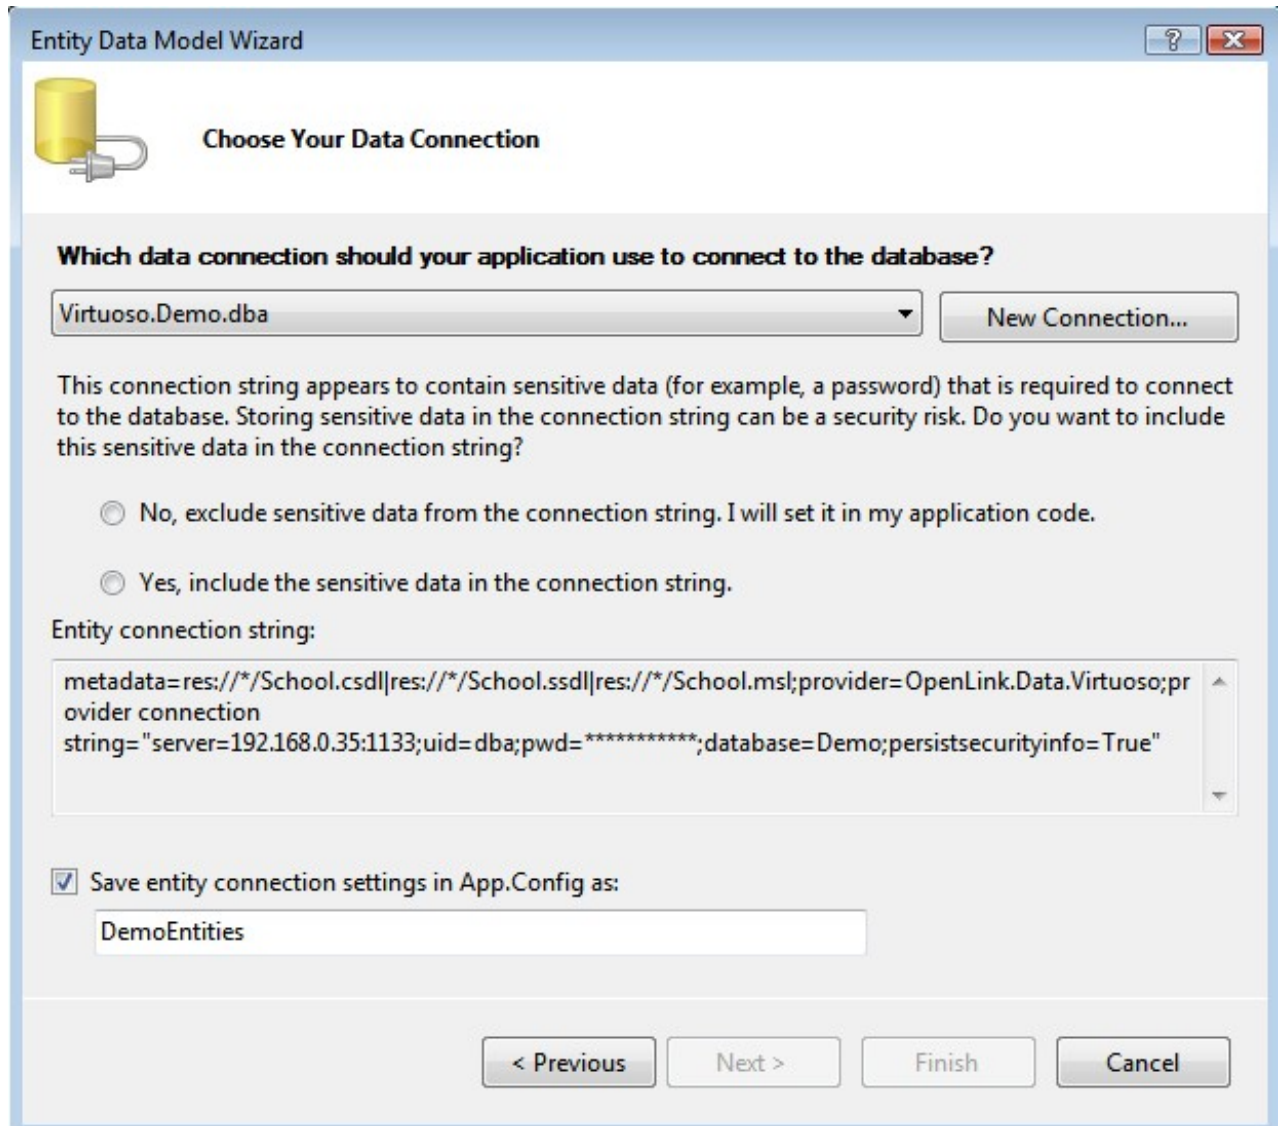 Entity Data Model Wizard
?
Choose Your Data Connection
Which data connection should your application use to connect to the database?
Virtuoso.Demo.dba
New Connection...
This connection string appears to contain sensitive data (for example, a password) that is required to connect
to the database. Storing sensitive data in the connection string can be a security risk. Do you want to include
this sensitive data in the connection string?
No, exclude sensitive data from the connection string. I will set it in my application code.
Yes, include the sensitive data in the connection string.
Entity connection string:
metadata=res://*/School.csdl|res://*/School.ssdl|res://*/School.msl;provider=OpenLink.Data.Virtuoso;pr
ovider connection
string="server=192.168.0.35:1133;uid=dba;pwd=***********;database=Demo;persistsecurityinfo=True"
Save entity connection settings in App.Config as:
DemoEntities
< Previous
Next >
Finish
Cancel